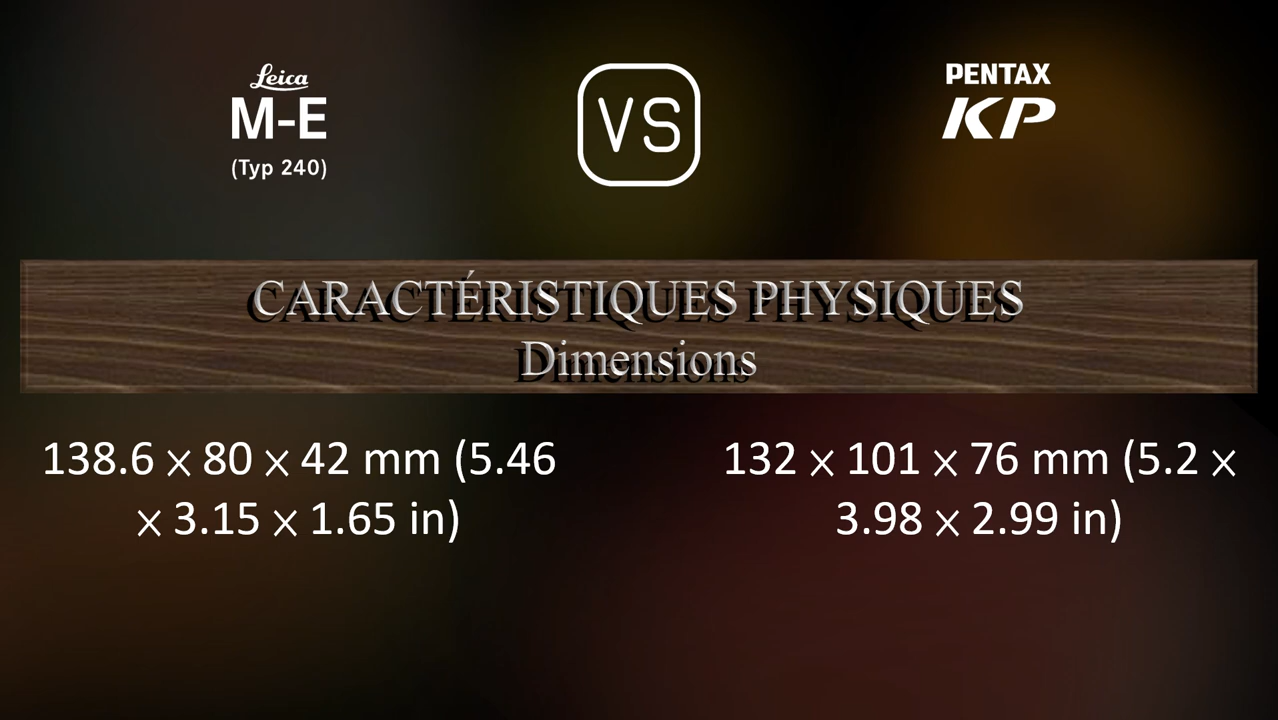 Leica
M-E
(Typ 240)
VS
PENTAX
KP
CARACTÉRISTIQUES PHYSIQUES
Dimensions
138.6 x 80 x 42 mm (5.46
x 3.15 x 1.65 in)
132 x 101 x 76 mm (5.2 x
3.98 x 2.99 in)